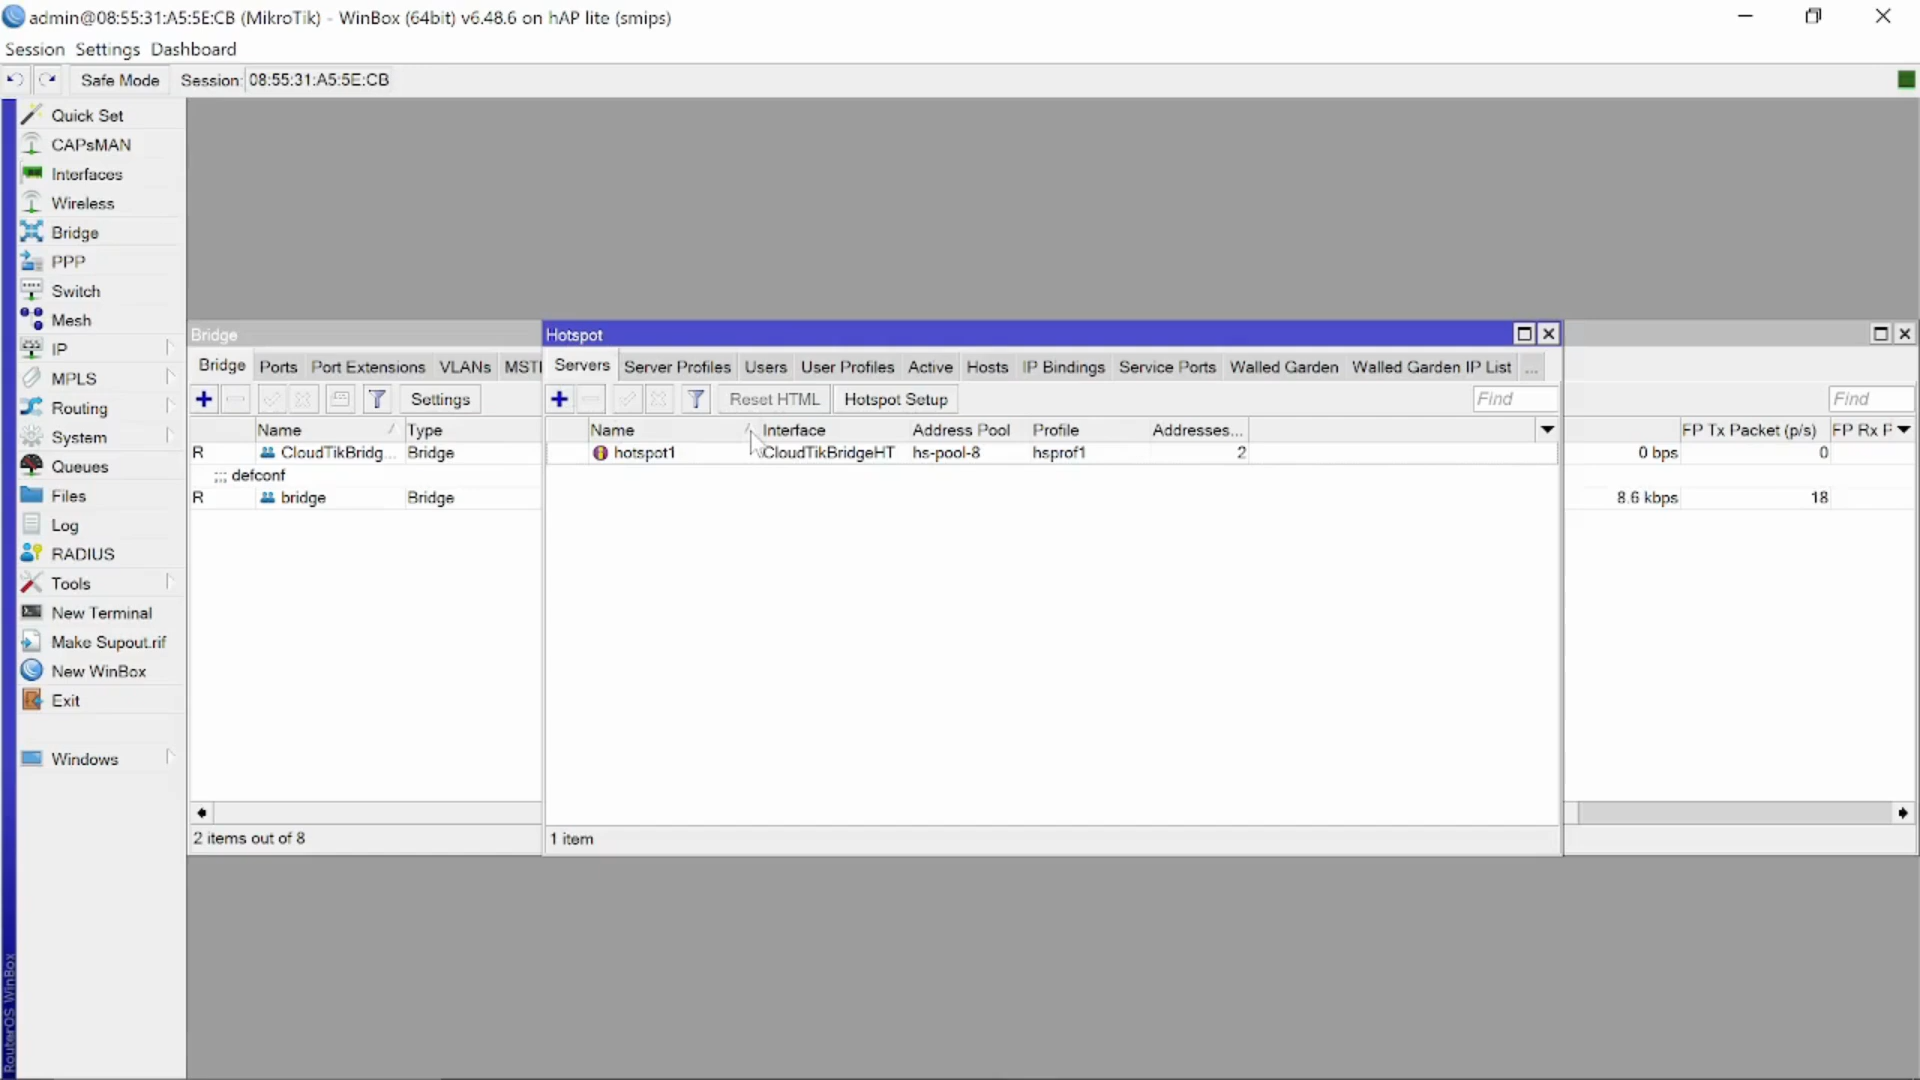 admin@08:55:31:A5:5E:CB (MikroTik) - WinBox (64bit) v6.48.6 on hAP lite (smips)
Session Settings Dashboard
Safe Mode Session: 08:55:31:A5:5E:CB
Quick Set
CAPsMAN
Interfaces
Wireless
Bridge
PPP
Switch
Mesh
IP
MPLS
Routing
System
Queues
Files
Log
RADIUS
Tools
New Terminal
Make Supout.rif
New WinBox
Exit
Windows
RouterOS WinBox
Bridge
Bridge Ports Port Extensions VLANs MSTI
Settings
Name Type
R CloudTikBridg... Bridge
;;; defconf
R bridge Bridge
2 items out of 8
Hotspot
Servers Server Profiles Users User Profiles Active Hosts IP Bindings Service Ports Walled Garden Walled Garden IP List ...
Reset HTML Hotspot Setup Find
Name Interface Address Pool Profile Addresses...
hotspot1 CloudTikBridgeHT hs-pool-8 hsprof1 2
1 item
Find
FP Tx Packet (p/s) FP Rx P
0 bps 0
8.6 kbps 18